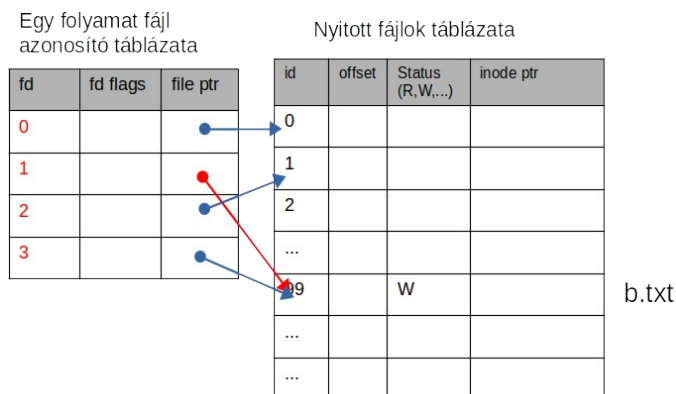 Egy folyamat fájl
azonosító táblázata
Nyitott fájlok táblázata
fd fd flags file ptr
0
1
2
3
id offset Status
(R,W,...) inode ptr
0
1
2
...
99 W
...
...
b.txt